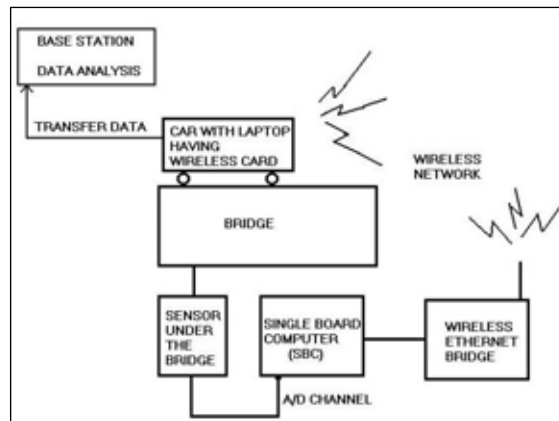 BASE STATION
DATA ANALYSIS
TRANSFER DATA
CAR WITH LAPTOP
HAVING
WIRELESS CARD
WIRELESS
NETWORK
BRIDGE
SENSOR
UNDER
THE
BRIDGE
SINGLE BOARD
COMPUTER
(SBC)
WIRELESS
ETHERNET
BRIDGE
A/D CHANNEL